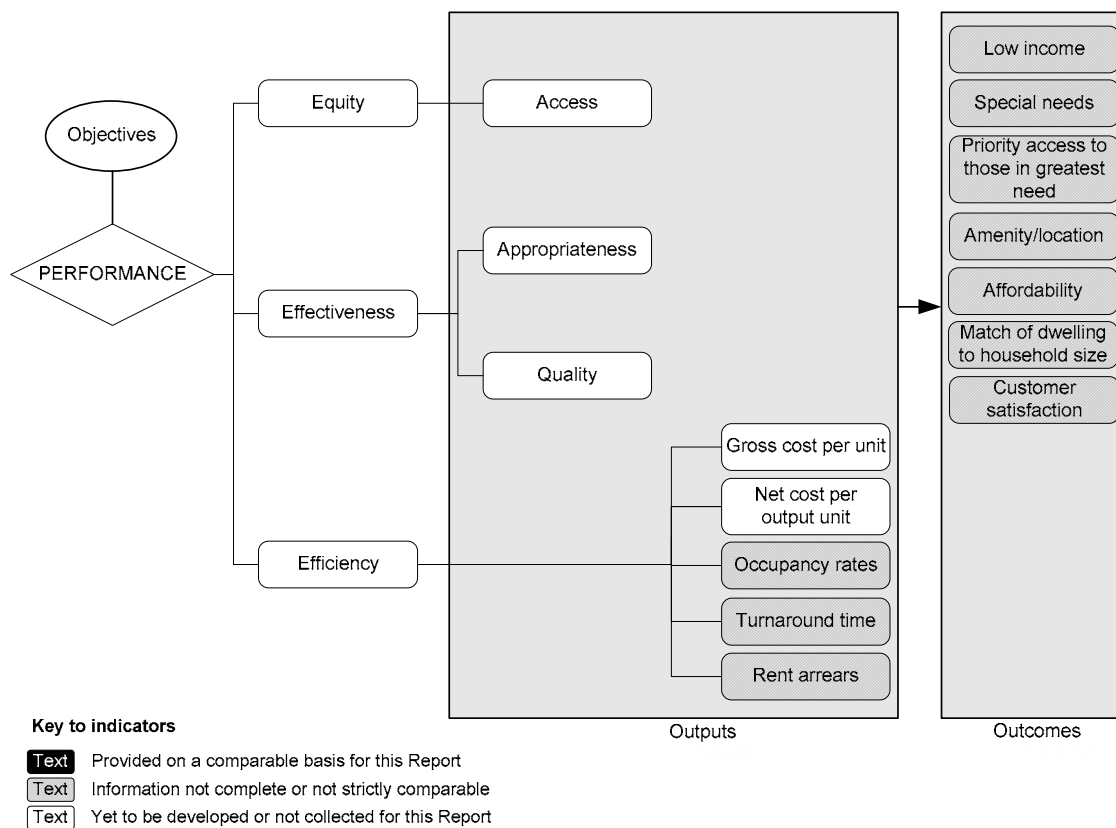 Objectives
PERFORMANCE
Equity
Access
Effectiveness
Appropriateness
Quality
Efficiency
Gross cost per unit
Net cost per
output unit
Occupancy rates
Turnaround time
Rent arrears
Outputs
Low income
Special needs
Priority access to
those in greatest
need
Amenity/location
Affordability
Match of dwelling
to household size
Customer
satisfaction
Outcomes
Key to indicators
Text Provided on a comparable basis for this Report
Text Information not complete or not strictly comparable
Text Yet to be developed or not collected for this Report